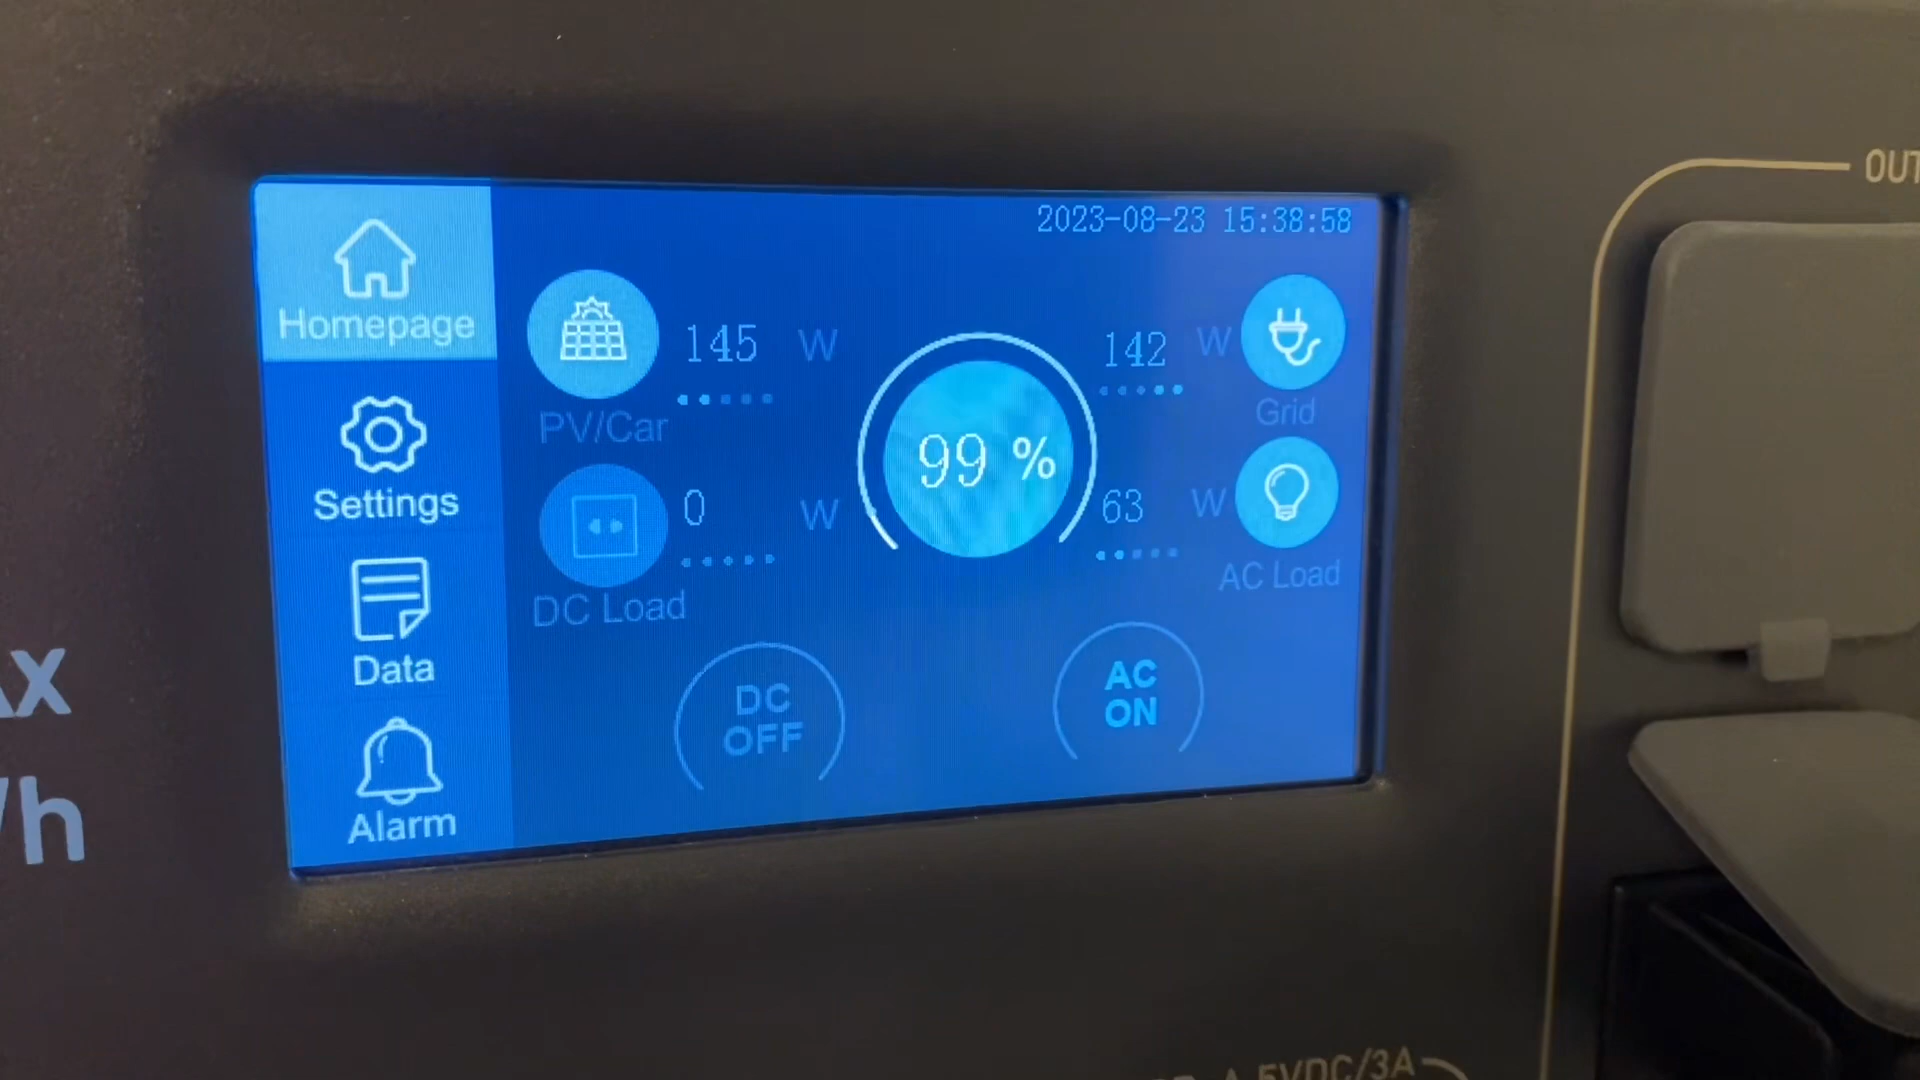 2023-08-23 15:38:58
Homepage
Settings
Data
Alarm
145 W
PV/Car
0 W
DC Load
99 %
142 W
Grid
63 W
AC Load
DC
OFF
AC
ON
5VDC/3A